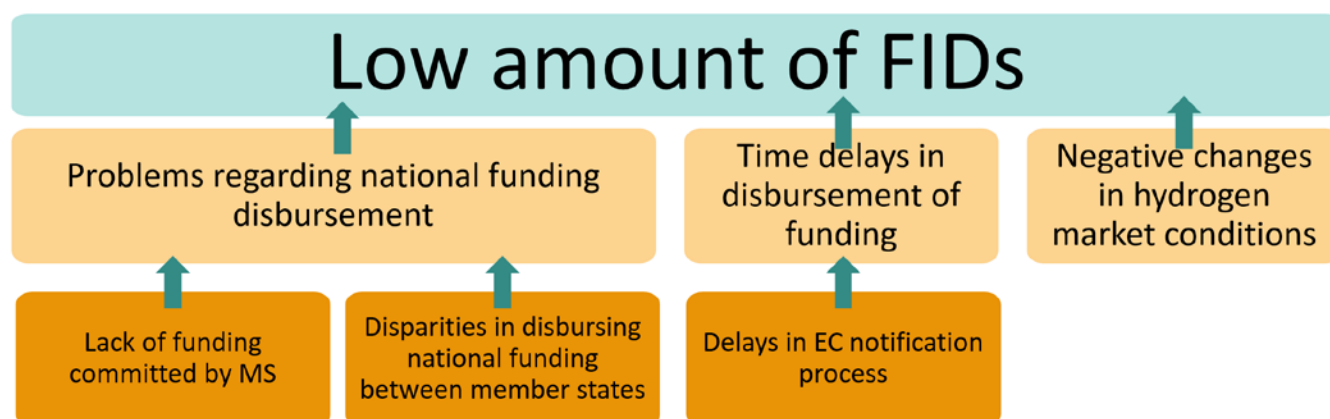 Low amount of FIDs
Problems regarding national funding
disbursement
Time delays in
disbursement of
funding
Negative changes
in hydrogen
market conditions
Lack of funding
committed by MS
Disparities in disbursing
national funding
between member states
Delays in EC notification
process